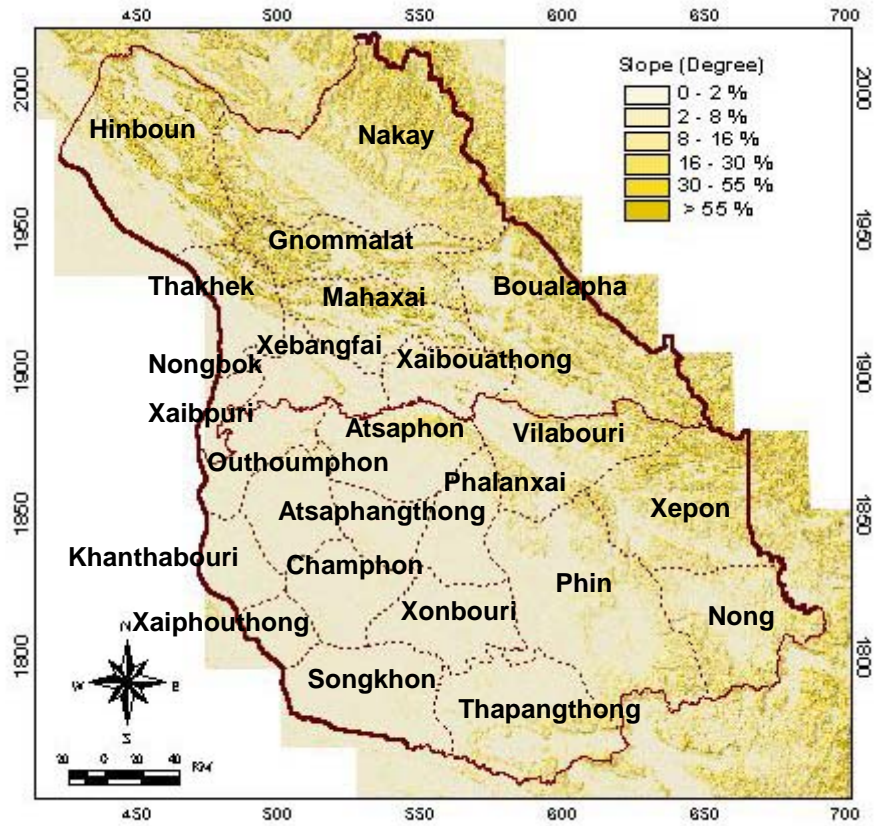 450 500 550 600 650 700
Slope (Degree)
0 - 2 %
2 - 8 %
8 - 16 %
16 - 30 %
30 - 55 %
> 55 %
2000
2000
Hinboun
Nakay
1950
1950
Gnommalat
Thakhek
Mahaxai
Boualapha
Xebangfai
Nongbok
Xaibouathong
1900
1900
Xaibpuri
Atsaphon
Vilabouri
Outhoumphon
Phalanxai
Atsaphangthong
Xepon
1850
1850
Khanthabouri
Champhon
Phin
Xonbouri
Nong
Xaiphouthong
N
W
E
S
1800
1800
Songkhon
Thapangthong
20 0 20 40
KM
450 500 550 600 650 700